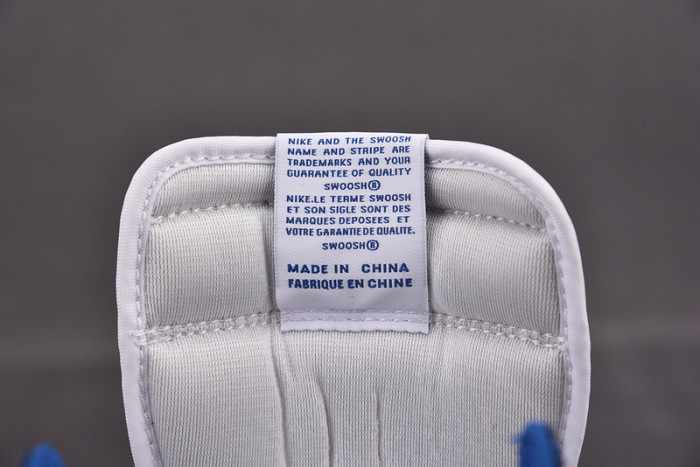 NIKE AND THE SWOOSH
NAME AND STRIPE ARE
TRADEMARKS AND YOUR
GUARANTEE OF QUALITY
SWOOSH®
NIKE.LE TERME SWOOSH
ET SON SIGLE SONT DES
MARQUES DEPOSEES ET
VOTRE GARANTIE DE QUALITE.
SWOOSH®
MADE IN CHINA
FABRIQUE EN CHINE